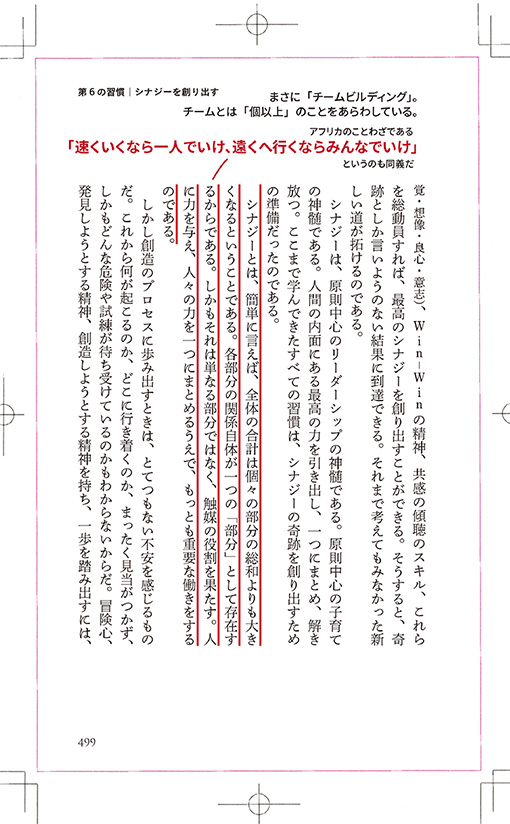 第6の習慣｜シナジーを創り出す
まさに「チームビルディング」。
チームとは「個以上」のことをあらわしている。
アフリカのことわざである
「速くいくなら一人でいけ、遠くへ行くならみんなでいけ」
というのも同義だ
覚・想像・良心・意志）、Win-Winの精神、共感の傾聴のスキル、これら
を総動員すれば、最高のシナジーを創り出すことができる。そうすると、奇
跡としか言いようのない結果に到達できる。それまで考えてもみなかった新
しい道が拓けるのである。
シナジーは、原則中心のリーダーシップの神髄である。原則中心の子育て
の神髄である。人間の内面にある最高の力を引き出し、一つにまとめ、解き
放つ。ここまで学んできたすべての習慣は、シナジーの奇跡を創り出すため
の準備だったのである。
シナジーとは、簡単に言えば、全体の合計は個々の部分の総和よりも大き
くなるということである。各部分の関係自体が一つの「部分」として存在す
るからである。しかもそれは単なる部分ではなく、触媒の役割を果たす。人
に力を与え、人々の力を一つにまとめるうえで、もっとも重要な働きをする
のである。
しかし創造のプロセスに歩み出すときは、とてつもない不安を感じるもの
だ。これから何が起こるのか、どこに行き着くのか、まったく見当がつかず、
しかもどんな危険や試練が待ち受けているのかもわからないからだ。冒険心、
発見しようとする精神、創造しようとする精神を持ち、一歩を踏み出すには、
499